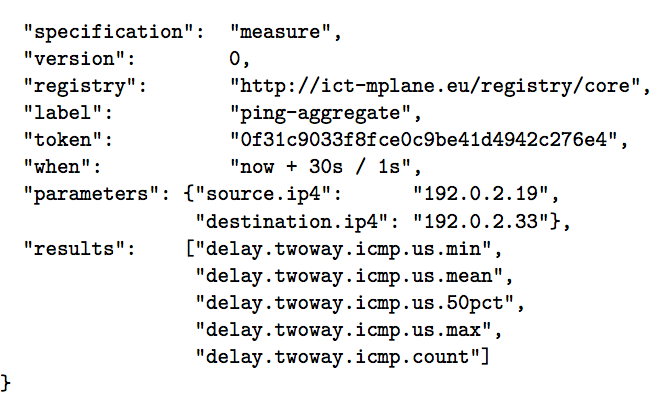 "specification":  "measure",
"version":        0,
"registry":       "http://ict-mplane.eu/registry/core",
"label":          "ping-aggregate",
"token":          "0f31c9033f8fce0c9be41d4942c276e4",
"when":           "now + 30s / 1s",
"parameters": {"source.ip4":      "192.0.2.19",
"destination.ip4": "192.0.2.33"},
"results":    ["delay.twoway.icmp.us.min",
"delay.twoway.icmp.us.mean",
"delay.twoway.icmp.us.50pct",
"delay.twoway.icmp.us.max",
"delay.twoway.icmp.count"]
}